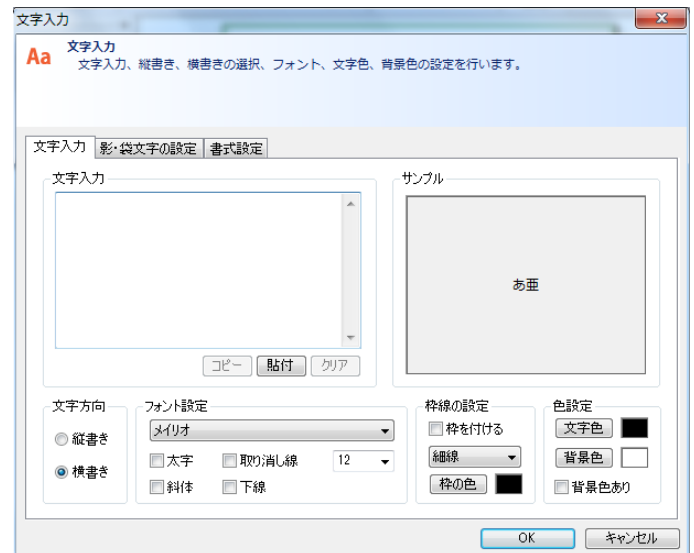 文字入力
Aa
文字入力
文字入力、縦書き、横書きの選択、フォント、文字色、背景色の設定を行います。
文字入力 影・袋文字の設定 書式設定
文字入力
サンプル
あ亜
コピー 貼付 クリア
文字方向
縦書き
横書き
フォント設定
メイリオ
太字 取り消し線 12
斜体 下線
枠線の設定
枠を付ける
細線
枠の色
色設定
文字色
背景色
背景色あり
OK キャンセル